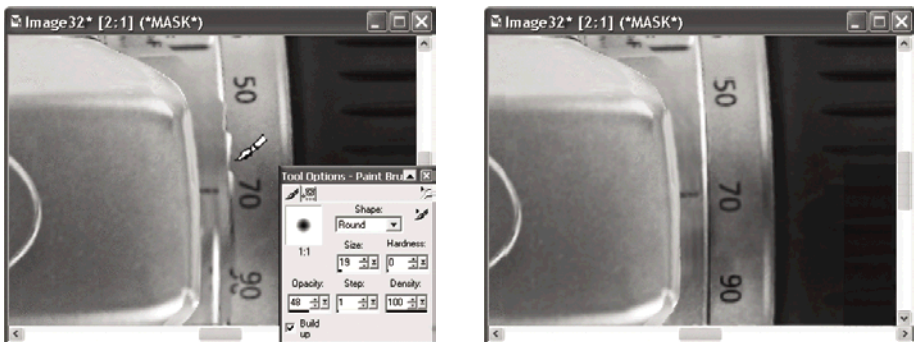 Image32* [2:1] (*MASK*)
50
70
90
Tool Options - Paint Bru
Shape:
Round
1:1
Size:
Hardness:
19
0
Opacity:
Step:
Density:
48
1
100
Build
up
Image32* [2:1] (*MASK*)
50
70
90